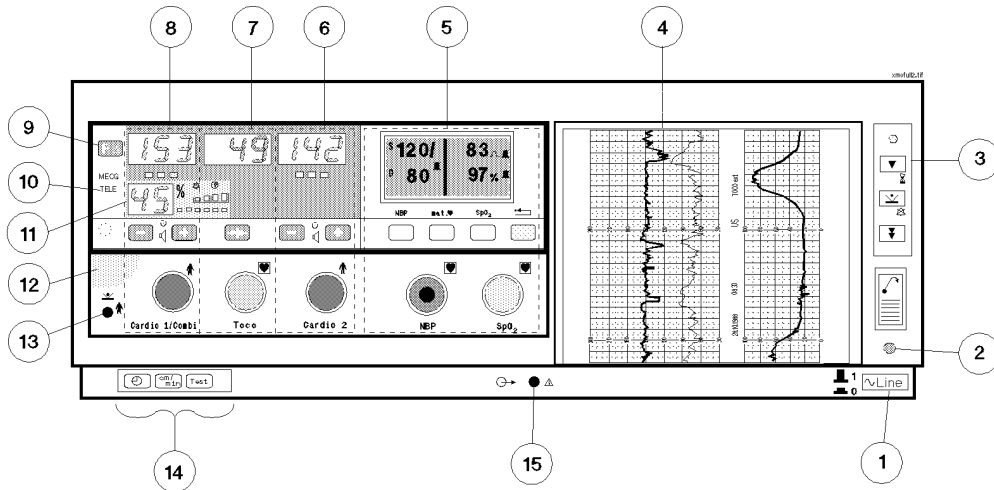 8 7 6 5 4
xmofull2.tif
9
153 49 142
S 120/ 83
D 80 97 %
3
10
MECG
TELE
45 %
11
NBP mat. SpO₂
1000 ext
US
12
13
Cardio 1/Combi Toco Cardio 2 NBP SpO₂
2
cm/min Test
1
0
Line
14
15
1